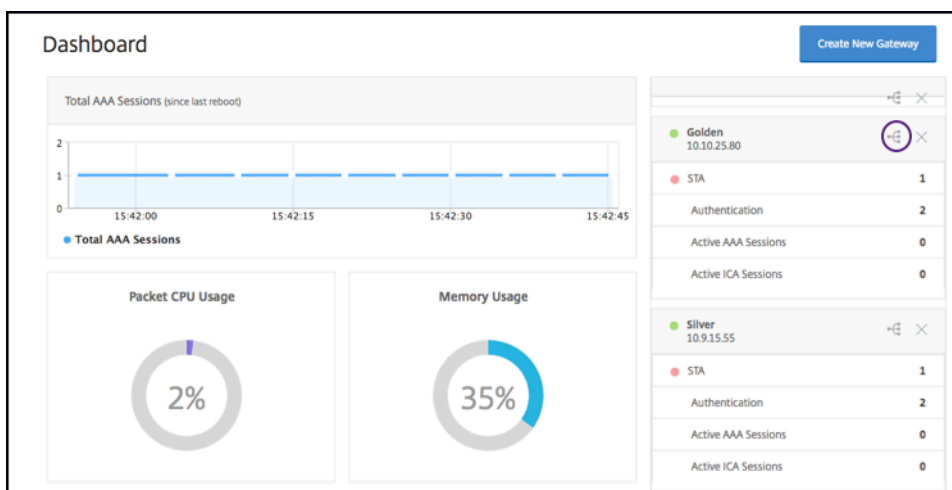 Dashboard
Create New Gateway
Total AAA Sessions (since last reboot)
2
1
0
15:42:00 15:42:15 15:42:30 15:42:45
Total AAA Sessions
Packet CPU Usage
2%
Memory Usage
35%
Golden
10.10.25.80
STA 1
Authentication 2
Active AAA Sessions 0
Active ICA Sessions 0
Silver
10.9.15.55
STA 1
Authentication 2
Active AAA Sessions 0
Active ICA Sessions 0